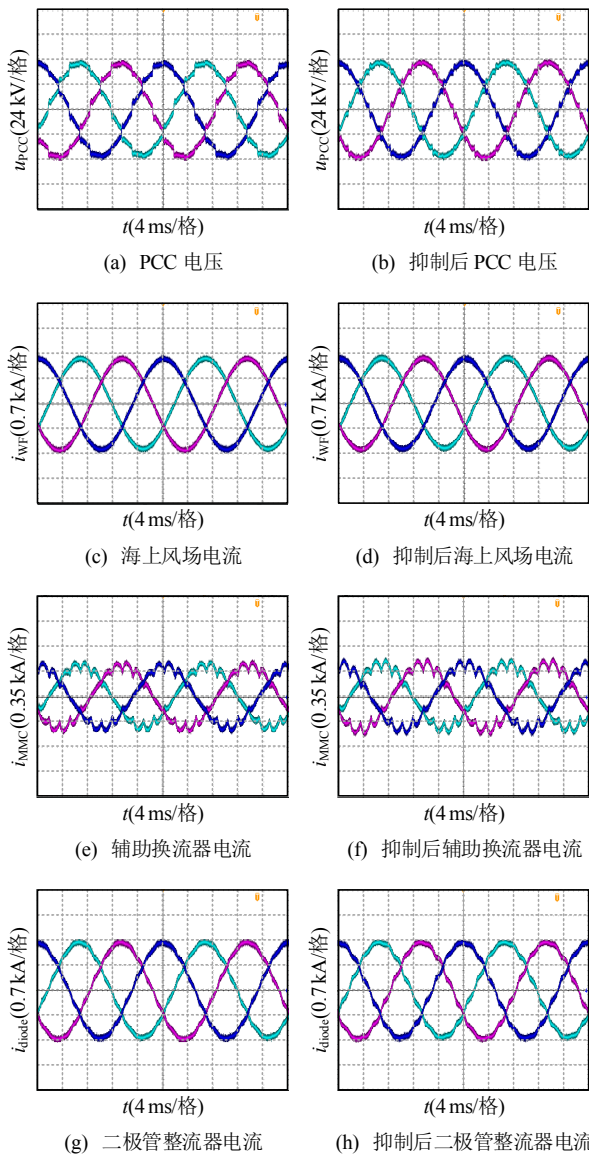 u_PCC(24 kV/格)
t(4 ms/格)
(a) PCC 电压
u_PCC(24 kV/格)
t(4 ms/格)
(b) 抑制后 PCC 电压
i_WF(0.7 kA/格)
t(4 ms/格)
(c) 海上风场电流
i_WF(0.7 kA/格)
t(4 ms/格)
(d) 抑制后海上风场电流
i_MMC(0.35 kA/格)
t(4 ms/格)
(e) 辅助换流器电流
i_MMC(0.35 kA/格)
t(4 ms/格)
(f) 抑制后辅助换流器电流
i_diode(0.7 kA/格)
t(4 ms/格)
(g) 二极管整流器电流
i_diode(0.7 kA/格)
t(4 ms/格)
(h) 抑制后二极管整流器电流